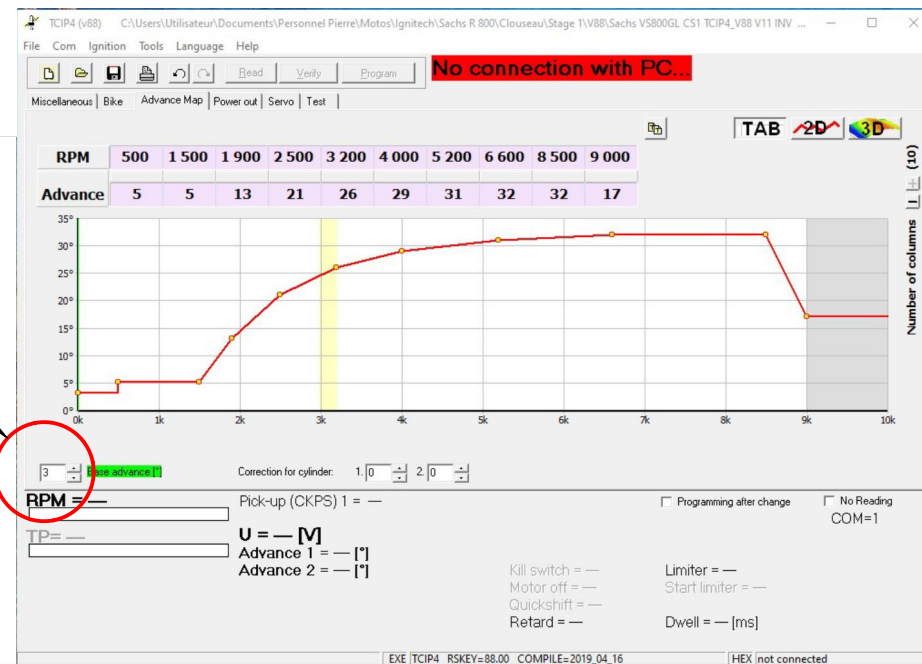 TCIP4 (v88) C:\Users\Utilisateur\Documents\Personnel Pierre\Motos\Ignitech\Sachs R 800\Clouseau\Stage 1\V88\Sachs VS800GL CS1 TCIP4_V88 V11 INV ...
File Com Ignition Tools Language Help
Read Verify Program No connection with PC...
Miscellaneous Bike Advance Map Power out Servo Test
TAB 2D 3D
RPM 500 1 500 1 900 2 500 3 200 4 000 5 200 6 600 8 500 9 000
Advance 5 5 13 21 26 29 31 32 32 17
Number of columns - + (10)
35°
30°
25°
20°
15°
10°
5°
0°
0k 1k 2k 3k 4k 5k 6k 7k 8k 9k 10k
3 Base advance [°] Correction for cylinder: 1. 0 2. 0
RPM = — Pick-up (CKPS) 1 = — Programming after change No Reading
COM=1
TP= — U = — [V]
Advance 1 = — [°]
Advance 2 = — [°]
Kill switch = — Limiter = —
Motor off = — Start limiter = —
Quickshift = —
Retard = — Dwell = — [ms]
EXE TCIP4 RSKEY=88.00 COMPILE=2019_04_16 HEX not connected